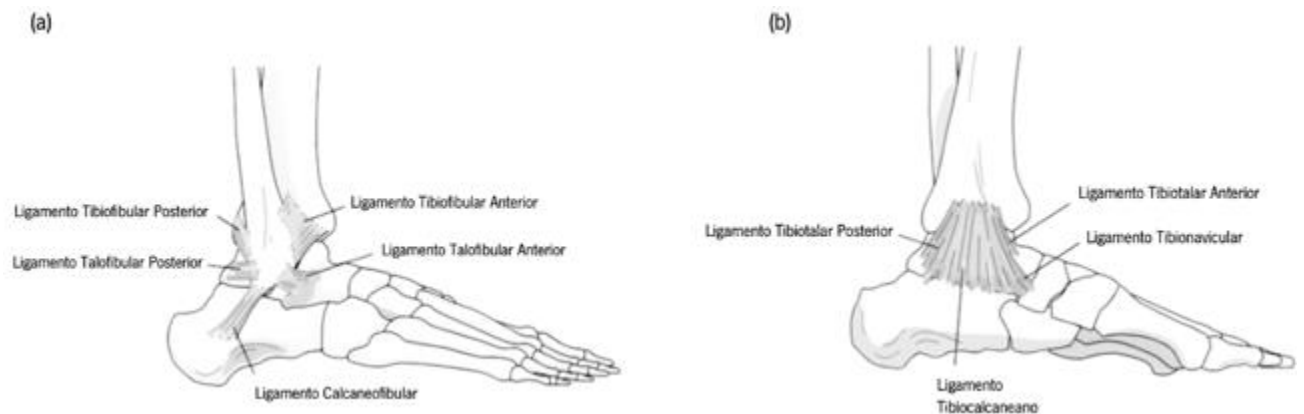 (a)
Ligamento Tibiofibular Posterior
Ligamento Tibiofibular Anterior
Ligamento Talofibular Posterior
Ligamento Talofibular Anterior
Ligamento Calcaneofibular
(b)
Ligamento Tibiotalar Anterior
Ligamento Tibiotalar Posterior
Ligamento Tibionavicular
Ligamento
Tibiocalcaneano